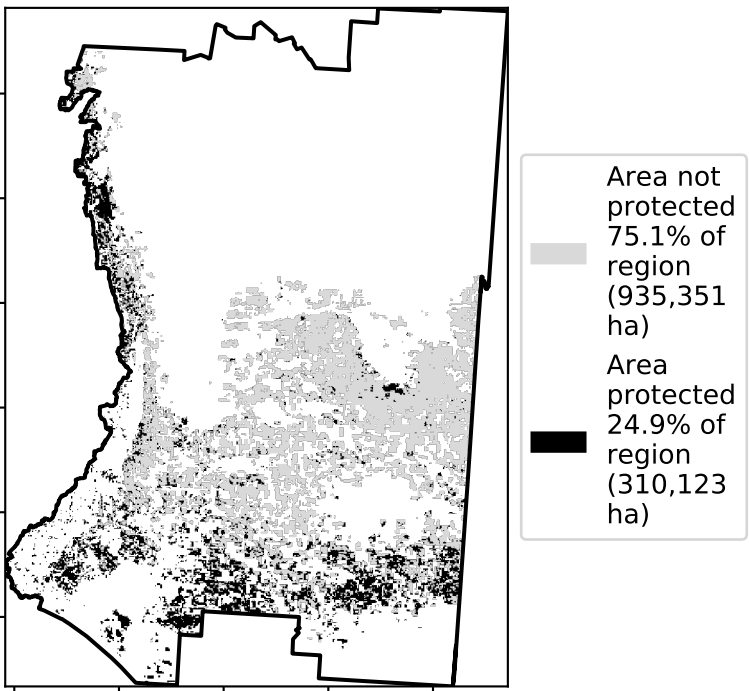 Area not
protected
75.1% of
region
(935,351
ha)
Area
protected
24.9% of
region
(310,123
ha)